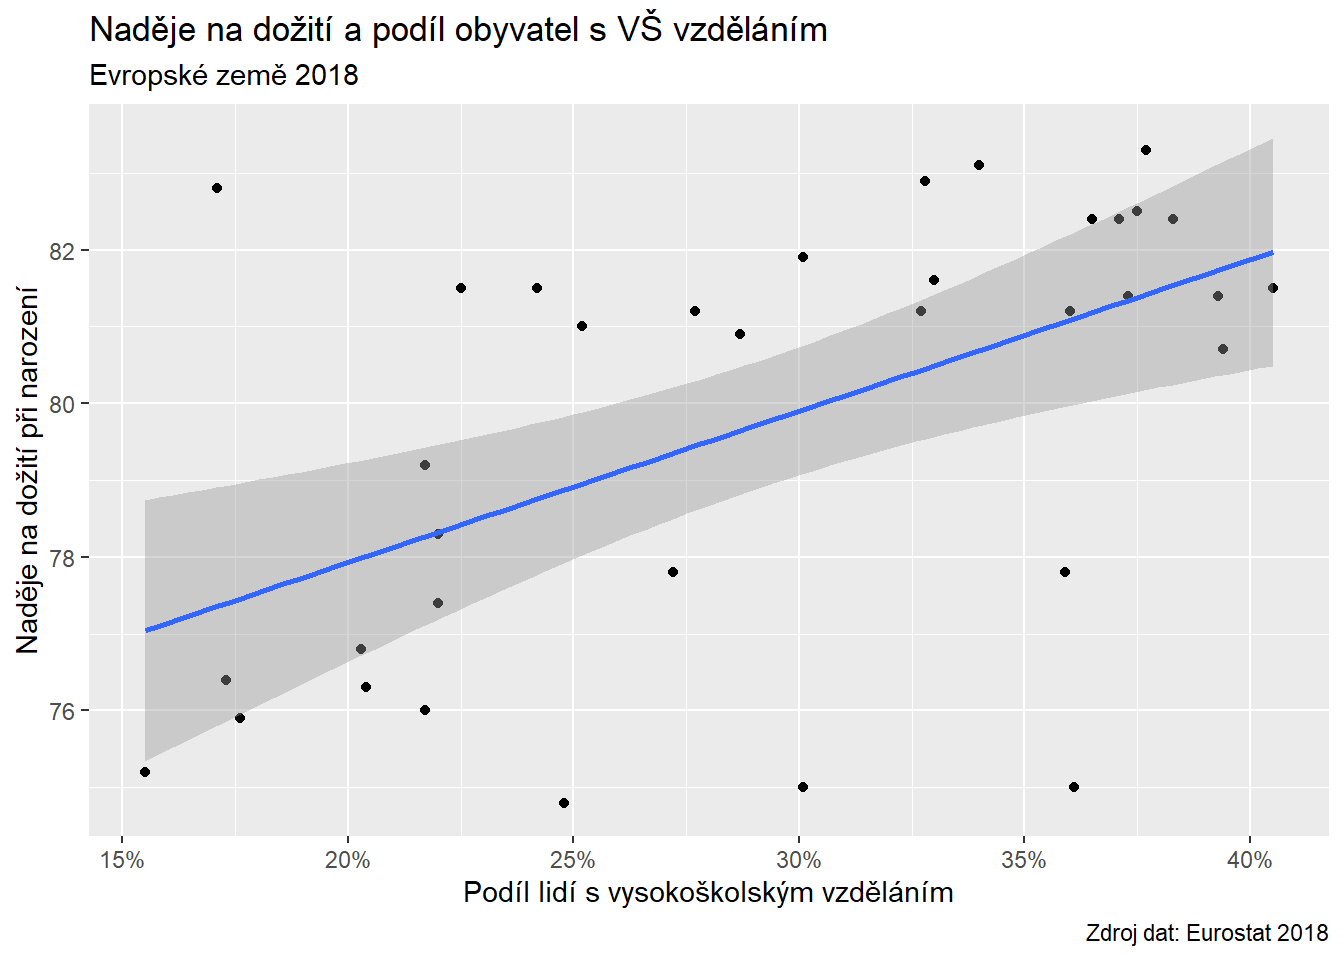 Naděje na dožití a podíl obyvatel s VŠ vzděláním
Evropské země 2018
Naděje na dožití při narození
82
80
78
76
15%
20%
25%
30%
35%
40%
Podíl lidí s vysokoškolským vzděláním
Zdroj dat: Eurostat 2018